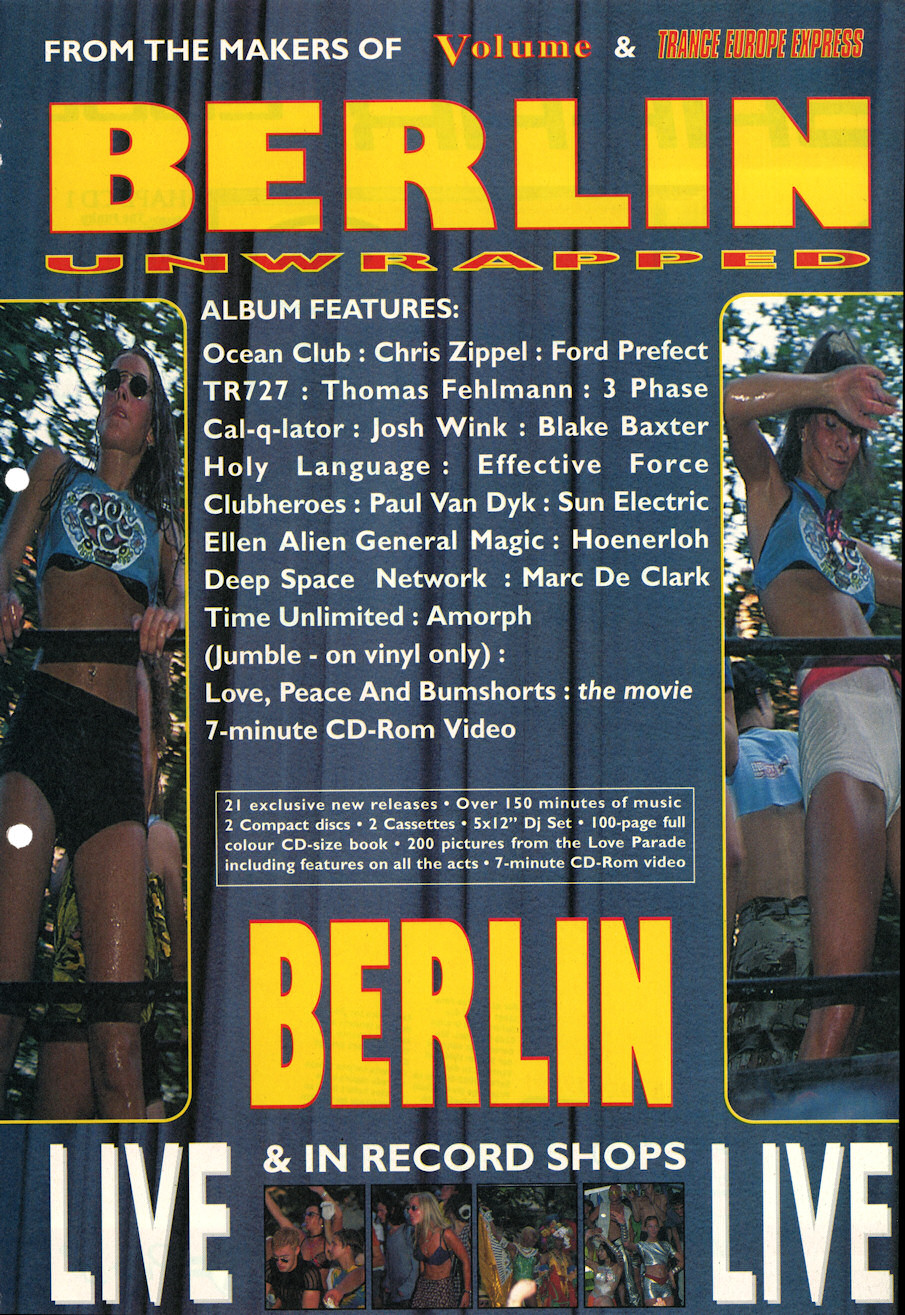 FROM THE MAKERS OF Volume & TRANCE EUROPE EXPRESS
BERLIN
UNWRAPPED
ALBUM FEATURES:
Ocean Club : Chris Zippel : Ford Prefect
TR727 : Thomas Fehlmann : 3 Phase
Cal-q-lator : Josh Wink : Blake Baxter
Holy Language : Effective Force
Clubheroes : Paul Van Dyk : Sun Electric
Ellen Alien General Magic : Hoenerloh
Deep Space Network : Marc De Clark
Time Unlimited : Amorph
(Jumble - on vinyl only) :
Love, Peace And Bumshorts : the movie
7-minute CD-Rom Video
21 exclusive new releases • Over 150 minutes of music
2 Compact discs • 2 Cassettes • 5x12" Dj Set • 100-page full
colour CD-size book • 200 pictures from the Love Parade
including features on all the acts • 7-minute CD-Rom video
BERLIN
LIVE & IN RECORD SHOPS LIVE